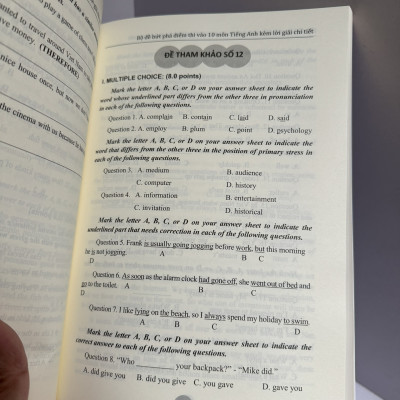 played a game of
anted to travel around
ve money. (THEREFORE)
nice house once, but now
the cinema with us because
Bộ đề bứt phá điểm thi vào 10 môn Tiếng Anh kèm lời giải chi tiết
ĐỀ THAM KHẢO SỐ 12
I. MULTIPLE CHOICE: (8.0 points)
Mark the letter A, B, C, or D on your answer sheet to indicate the
word whose underlined part differs from the other three in pronunciation
in each of the following questions.
Question 1. A. complain B. contain C. laid D. said
Question 2. A. employ B. plum C. point D. psychology
Mark the letter A, B, C, or D on your answer sheet to indicate the
word that differs from the other three in the position of primary stress in
each of the following questions.
Question 3. A. medium B. audience
C. computer D. history
Question 4. A. information B. entertainment
C. invitation D. historical
Mark the letter A, B, C, or D on your answer sheet to indicate the
underlined part that needs correction in each of the following questions.
Question 5. Frank is usually going jogging before work, but this morning
he is not jogging. A B C
D
Question 6. As soon as the alarm clock had gone off, she went out of bed and
go to the toilet. A B C
D
Question 7. I like lying on the beach, so I always spend my holiday to swim.
A B C D
Mark the letter A, B, C, or D on your answer sheet to indicate the
correct answer to each of the following questions.
Question 8. "Who ________ your backpack?" - "Mike did."
A. did give you B. did you give C. you gave D. gave you